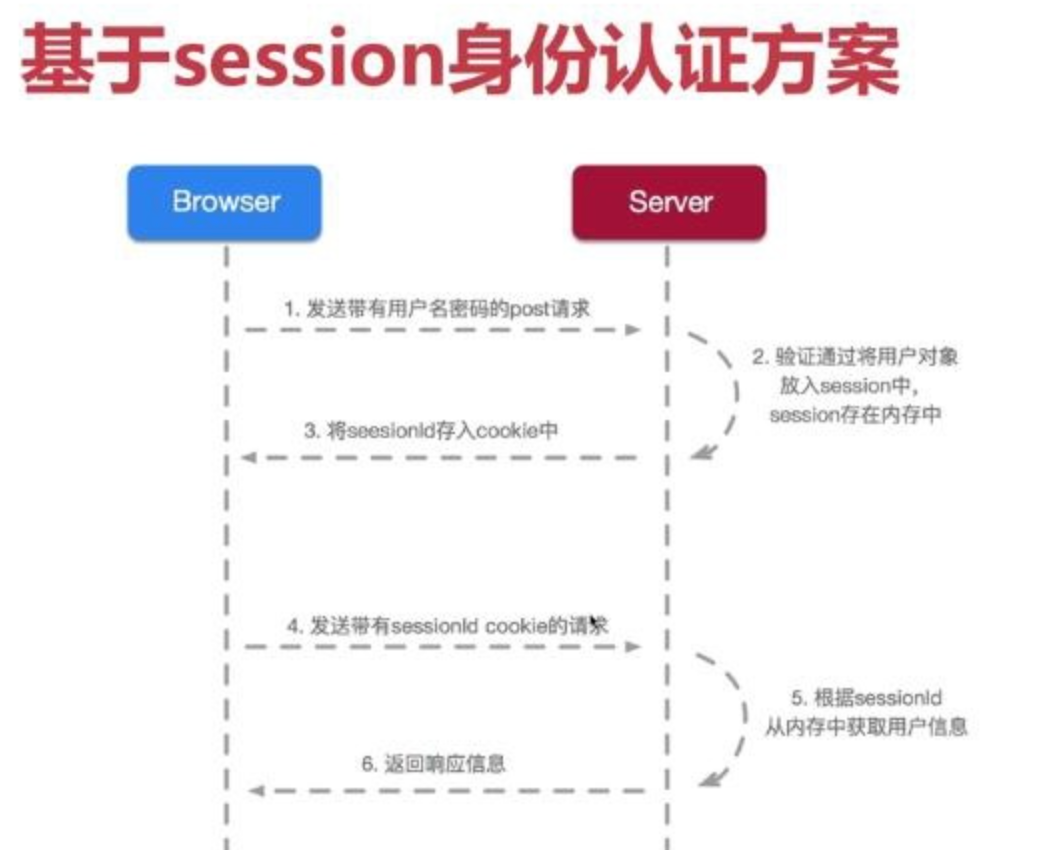 基于session身份认证方案
Browser
Server
1. 发送带有用户名密码的post请求
2. 验证通过将用户对象
放入session中,
session存在内存中
3. 将seesionId存入cookie中
4. 发送带有sessionId cookie的请求
5. 根据sessionId
从内存中获取用户信息
6. 返回响应信息